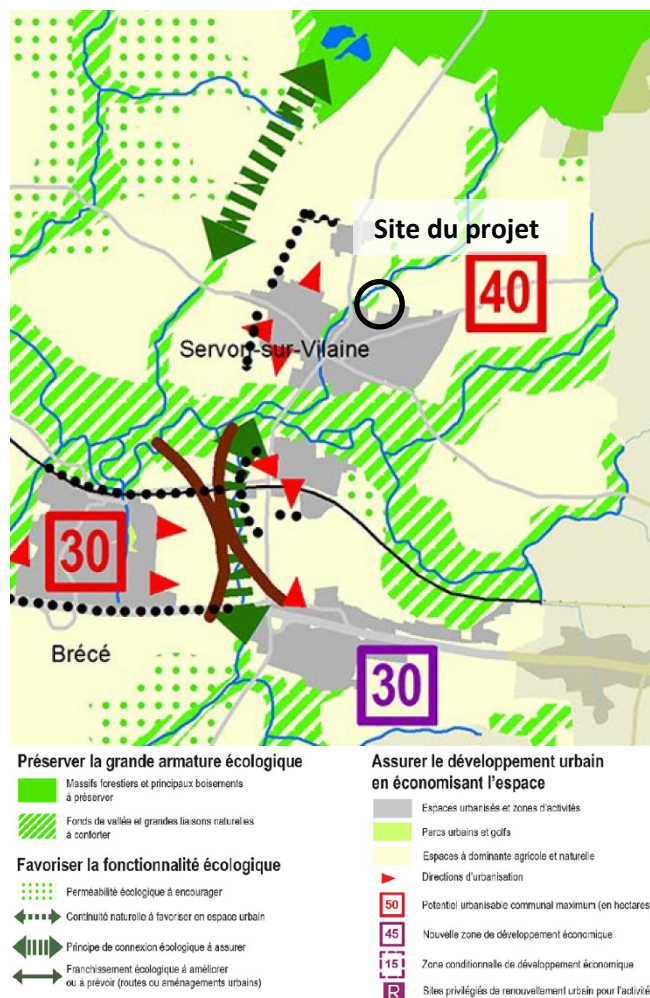 Site du projet
40
Servon-sur-Vilaine
30
Brécé
30
Préserver la grande armature écologique
Massifs forestiers et principaux boisements
à préserver
Fonds de vallée et grandes liaisons naturelles
à conforter
Favoriser la fonctionnalité écologique
Perméabilité écologique à encourager
Continuité naturelle à favoriser en espace urbain
Principe de connexion écologique à assurer
Franchissement écologique à améliorer
ou à prévoir (routes ou aménagements urbains)
Assurer le développement urbain
en économisant l'espace
Espaces urbanisés et zones d'activités
Parcs urbains et golfs
Espaces à dominante agricole et naturelle
Directions d'urbanisation
50 Potentiel urbanisable communal maximum (en hectares
45 Nouvelle zone de développement économique
15 Zone conditionnelle de développement économique
R Sites privilégiés de renouvellement urbain pour l'activité